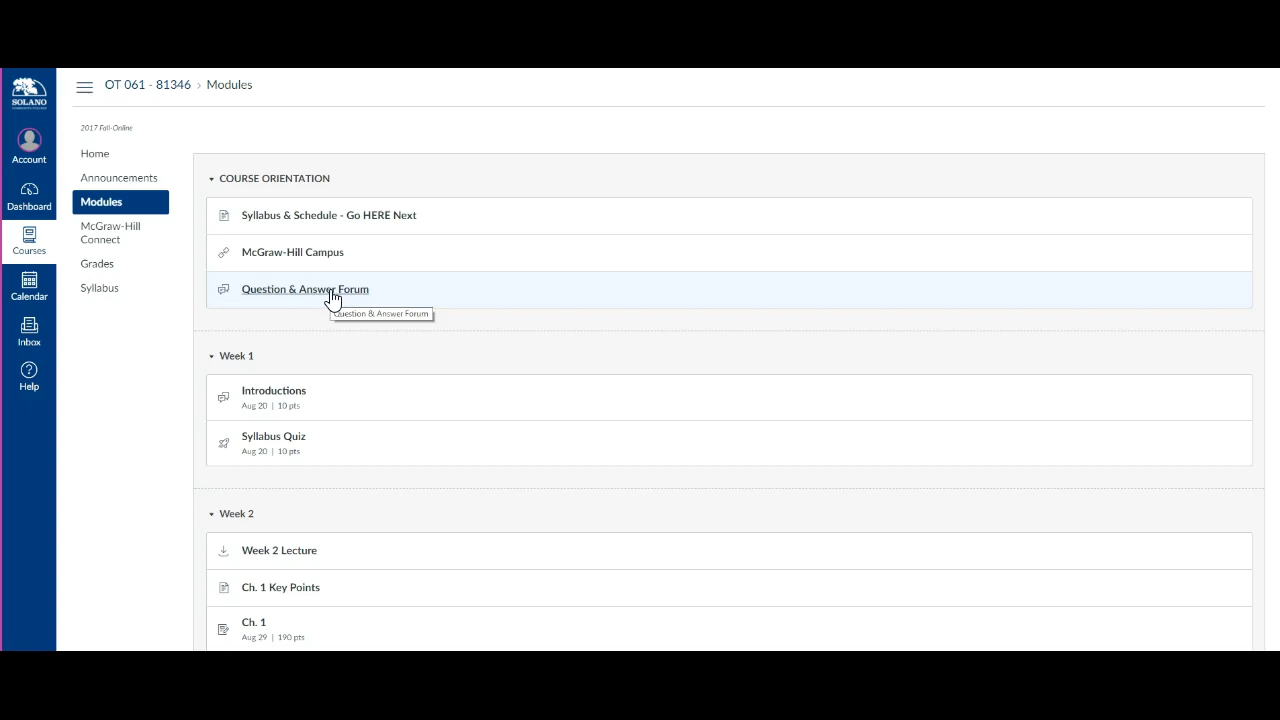 SOLANO
COMMUNITY COLLEGE
Account
Dashboard
Courses
Calendar
Inbox
Help
OT 061 - 81346 › Modules
2017 Fall-Online
Home
Announcements
Modules
McGraw-Hill
Connect
Grades
Syllabus
COURSE ORIENTATION
Syllabus & Schedule - Go HERE Next
McGraw-Hill Campus
Question & Answer Forum
Question & Answer Forum
Week 1
Introductions
Aug 20 | 10 pts
Syllabus Quiz
Aug 20 | 10 pts
Week 2
Week 2 Lecture
Ch. 1 Key Points
Ch. 1
Aug 29 | 190 pts